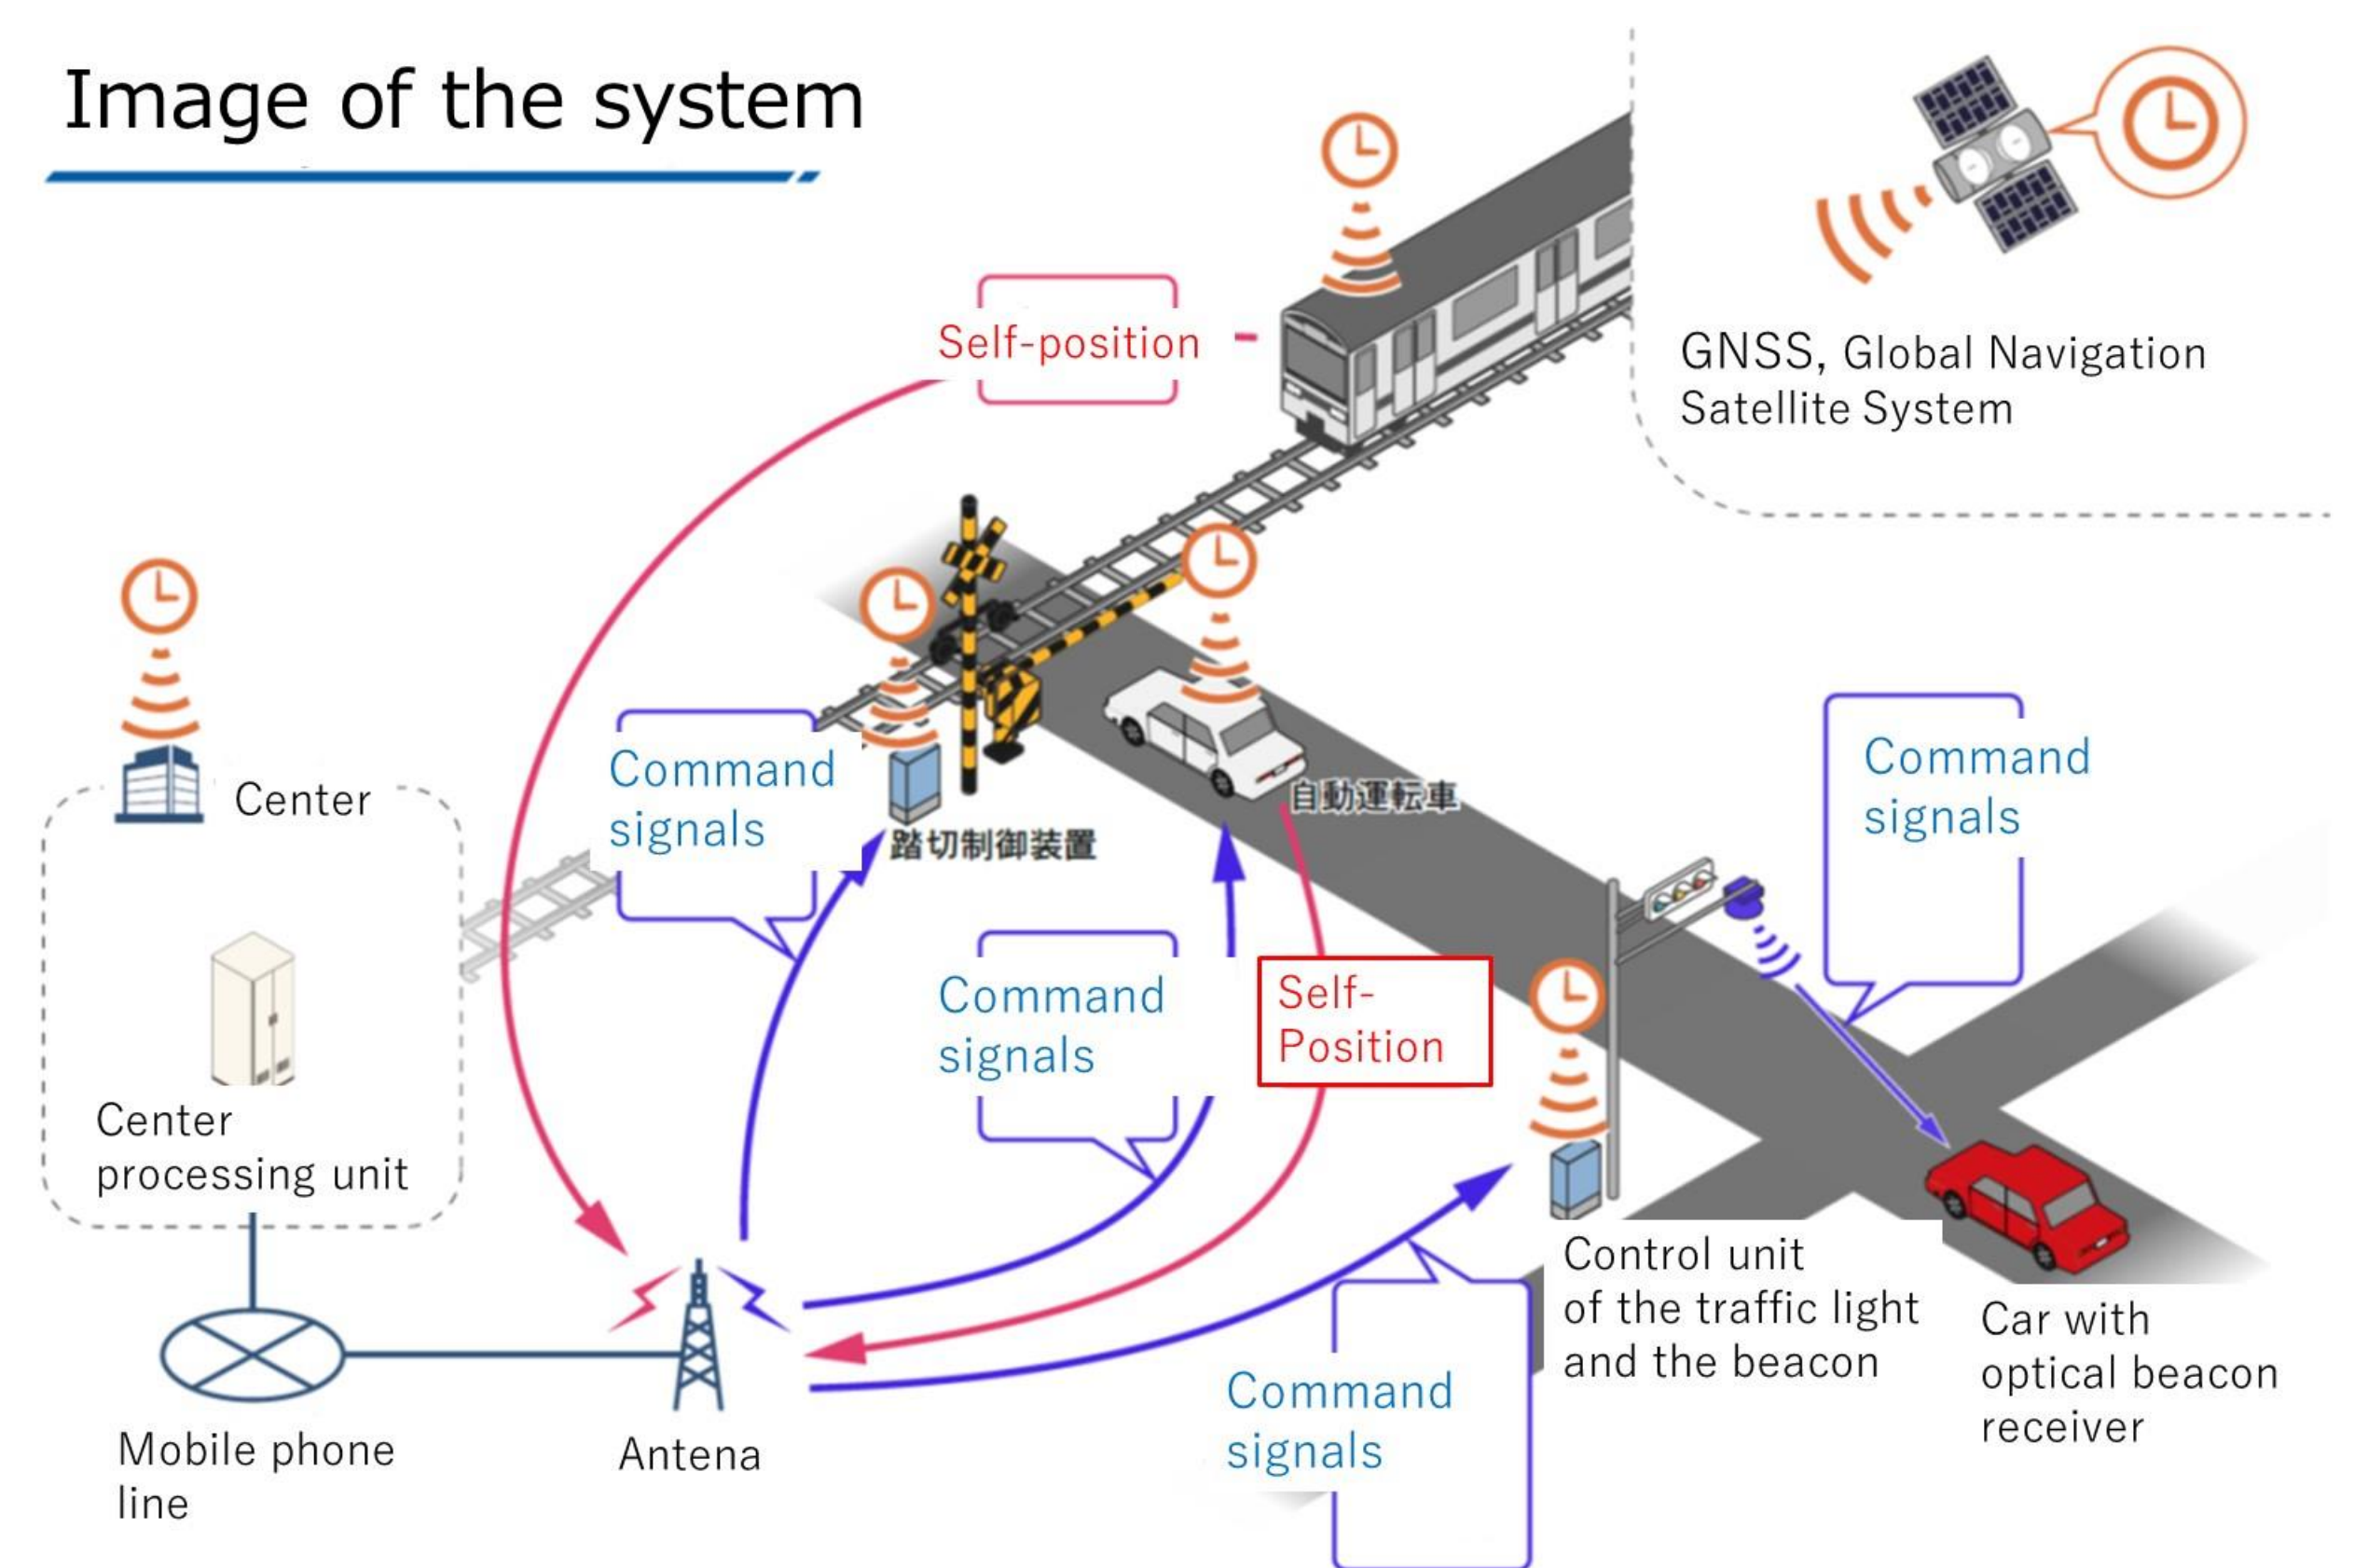 Image of the system
GNSS, Global Navigation
Satellite System
Self-position
Center
Command
signals
自動運転車
踏切制御装置
Command
signals
Command
signals
Self-
Position
Center
processing unit
Control unit
of the traffic light
and the beacon
Car with
optical beacon
receiver
Command
signals
Mobile phone
line
Antena